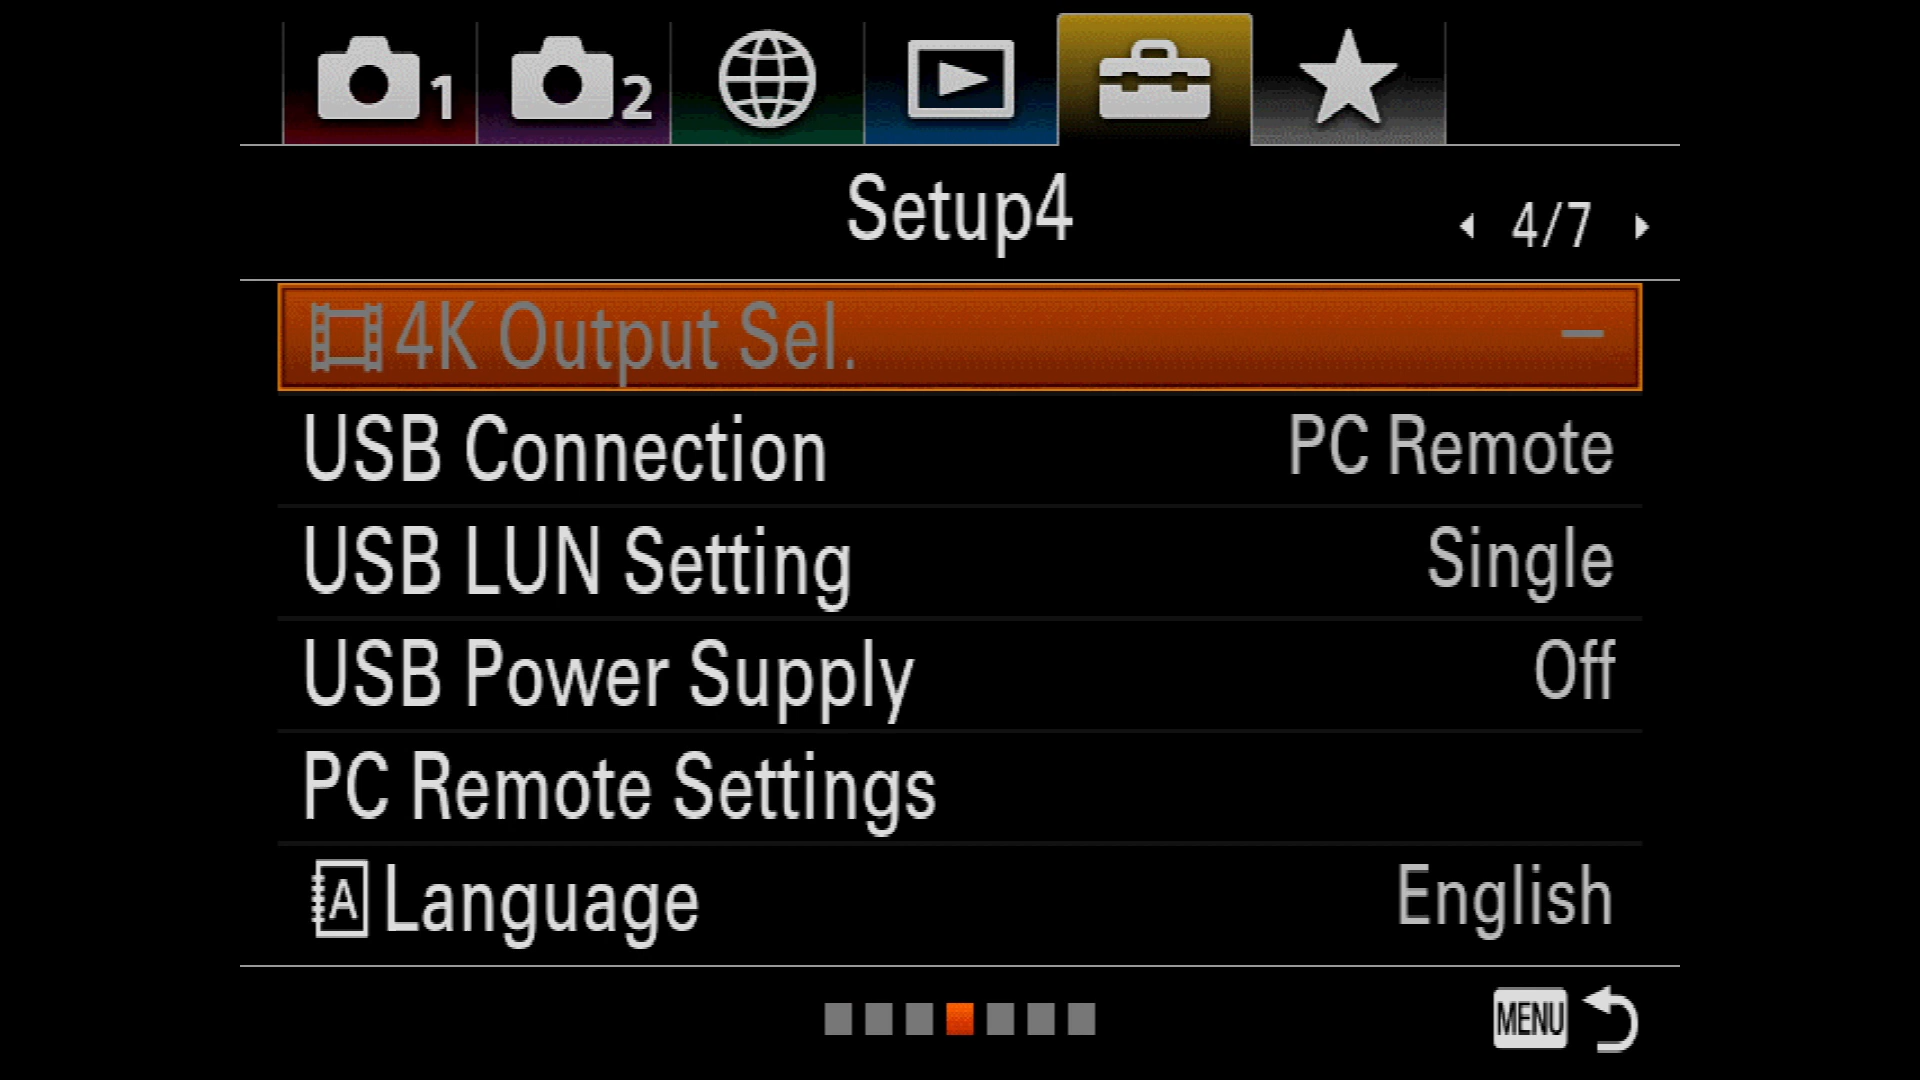 1 2
Setup4
4/7
4K Output Sel. –
USB Connection PC Remote
USB LUN Setting Single
USB Power Supply Off
PC Remote Settings
A Language English
MENU